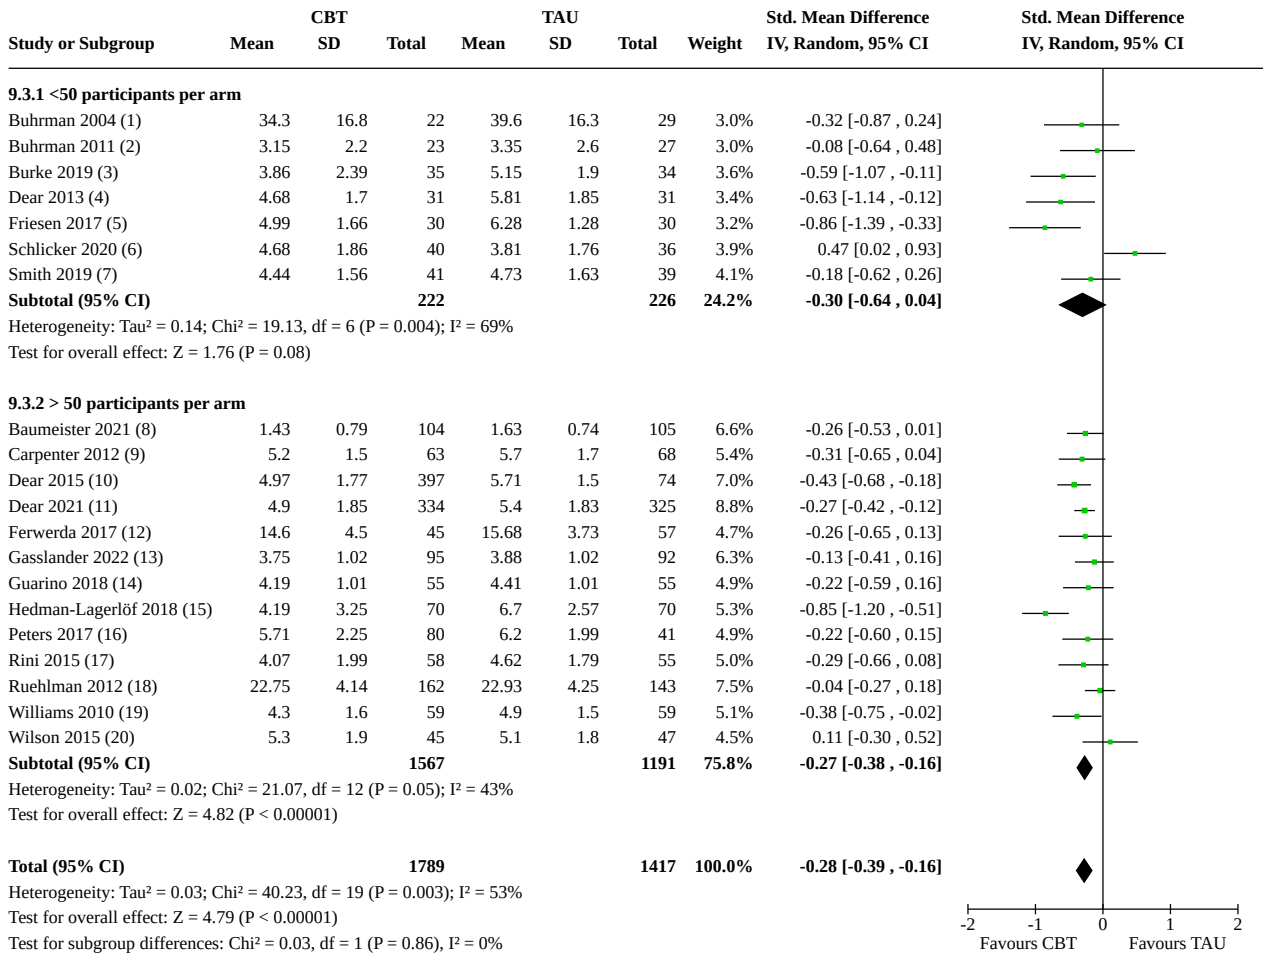 CBT TAU Std. Mean Difference Std. Mean Difference
Study or Subgroup Mean SD Total Mean SD Total Weight IV, Random, 95% CI IV, Random, 95% CI
9.3.1 <50 participants per arm
Buhrman 2004 (1) 34.3 16.8 22 39.6 16.3 29 3.0% -0.32 [-0.87 , 0.24]
Buhrman 2011 (2) 3.15 2.2 23 3.35 2.6 27 3.0% -0.08 [-0.64 , 0.48]
Burke 2019 (3) 3.86 2.39 35 5.15 1.9 34 3.6% -0.59 [-1.07 , -0.11]
Dear 2013 (4) 4.68 1.7 31 5.81 1.85 31 3.4% -0.63 [-1.14 , -0.12]
Friesen 2017 (5) 4.99 1.66 30 6.28 1.28 30 3.2% -0.86 [-1.39 , -0.33]
Schlicker 2020 (6) 4.68 1.86 40 3.81 1.76 36 3.9% 0.47 [0.02 , 0.93]
Smith 2019 (7) 4.44 1.56 41 4.73 1.63 39 4.1% -0.18 [-0.62 , 0.26]
Subtotal (95% CI) 222 226 24.2% -0.30 [-0.64 , 0.04]
Heterogeneity: Tau² = 0.14; Chi² = 19.13, df = 6 (P = 0.004); I² = 69%
Test for overall effect: Z = 1.76 (P = 0.08)
9.3.2 > 50 participants per arm
Baumeister 2021 (8) 1.43 0.79 104 1.63 0.74 105 6.6% -0.26 [-0.53 , 0.01]
Carpenter 2012 (9) 5.2 1.5 63 5.7 1.7 68 5.4% -0.31 [-0.65 , 0.04]
Dear 2015 (10) 4.97 1.77 397 5.71 1.5 74 7.0% -0.43 [-0.68 , -0.18]
Dear 2021 (11) 4.9 1.85 334 5.4 1.83 325 8.8% -0.27 [-0.42 , -0.12]
Ferwerda 2017 (12) 14.6 4.5 45 15.68 3.73 57 4.7% -0.26 [-0.65 , 0.13]
Gasslander 2022 (13) 3.75 1.02 95 3.88 1.02 92 6.3% -0.13 [-0.41 , 0.16]
Guarino 2018 (14) 4.19 1.01 55 4.41 1.01 55 4.9% -0.22 [-0.59 , 0.16]
Hedman-Lagerlöf 2018 (15) 4.19 3.25 70 6.7 2.57 70 5.3% -0.85 [-1.20 , -0.51]
Peters 2017 (16) 5.71 2.25 80 6.2 1.99 41 4.9% -0.22 [-0.60 , 0.15]
Rini 2015 (17) 4.07 1.99 58 4.62 1.79 55 5.0% -0.29 [-0.66 , 0.08]
Ruehlman 2012 (18) 22.75 4.14 162 22.93 4.25 143 7.5% -0.04 [-0.27 , 0.18]
Williams 2010 (19) 4.3 1.6 59 4.9 1.5 59 5.1% -0.38 [-0.75 , -0.02]
Wilson 2015 (20) 5.3 1.9 45 5.1 1.8 47 4.5% 0.11 [-0.30 , 0.52]
Subtotal (95% CI) 1567 1191 75.8% -0.27 [-0.38 , -0.16]
Heterogeneity: Tau² = 0.02; Chi² = 21.07, df = 12 (P = 0.05); I² = 43%
Test for overall effect: Z = 4.82 (P < 0.00001)
Total (95% CI) 1789 1417 100.0% -0.28 [-0.39 , -0.16]
Heterogeneity: Tau² = 0.03; Chi² = 40.23, df = 19 (P = 0.003); I² = 53%
Test for overall effect: Z = 4.79 (P < 0.00001)
Test for subgroup differences: Chi² = 0.03, df = 1 (P = 0.86), I² = 0%
-2 -1 0 1 2
Favours CBT Favours TAU